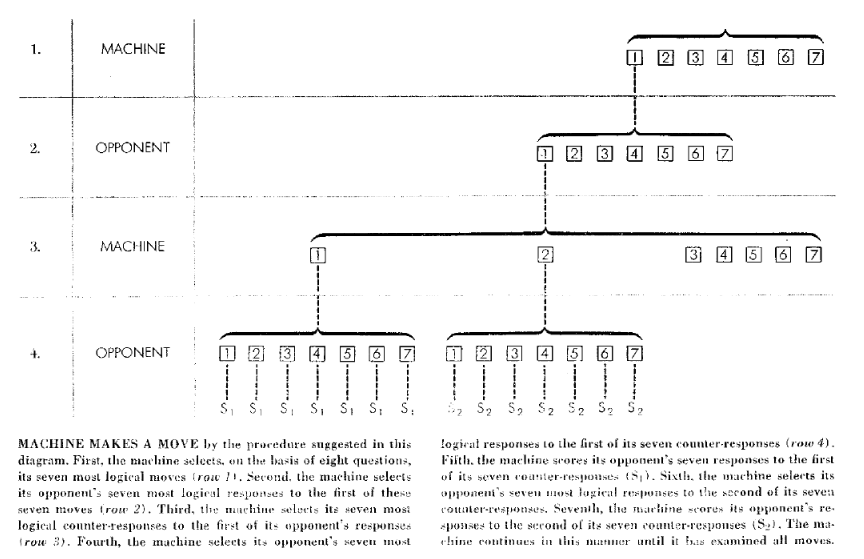 1. MACHINE 1 2 3 4 5 6 7
2. OPPONENT 1 2 3 4 5 6 7
3. MACHINE 1 2 3 4 5 6 7
4. OPPONENT 1 2 3 4 5 6 7 1 2 3 4 5 6 7
S1 S1 S1 S1 S1 S1 S1 S2 S2 S2 S2 S2 S2 S2
MACHINE MAKES A MOVE by the procedure suggested in this
diagram. First, the machine selects, on the basis of eight questions,
its seven most logical moves (row 1). Second, the machine selects
its opponent's seven most logical responses to the first of these
seven moves (row 2). Third, the machine selects its seven most
logical counter-responses to the first of its opponent's responses
(row 3). Fourth, the machine selects its opponent's seven most
logical responses to the first of its seven counter-responses (row 4).
Fifth, the machine scores its opponent's seven responses to the first
of its seven counter-responses (S1). Sixth, the machine selects its
opponent's seven most logical responses to the second of its seven
counter-responses. Seventh, the machine scores its opponent's re-
sponses to the second of its seven counter-responses (S2). The ma-
chine continues in this manner until it has examined all moves.